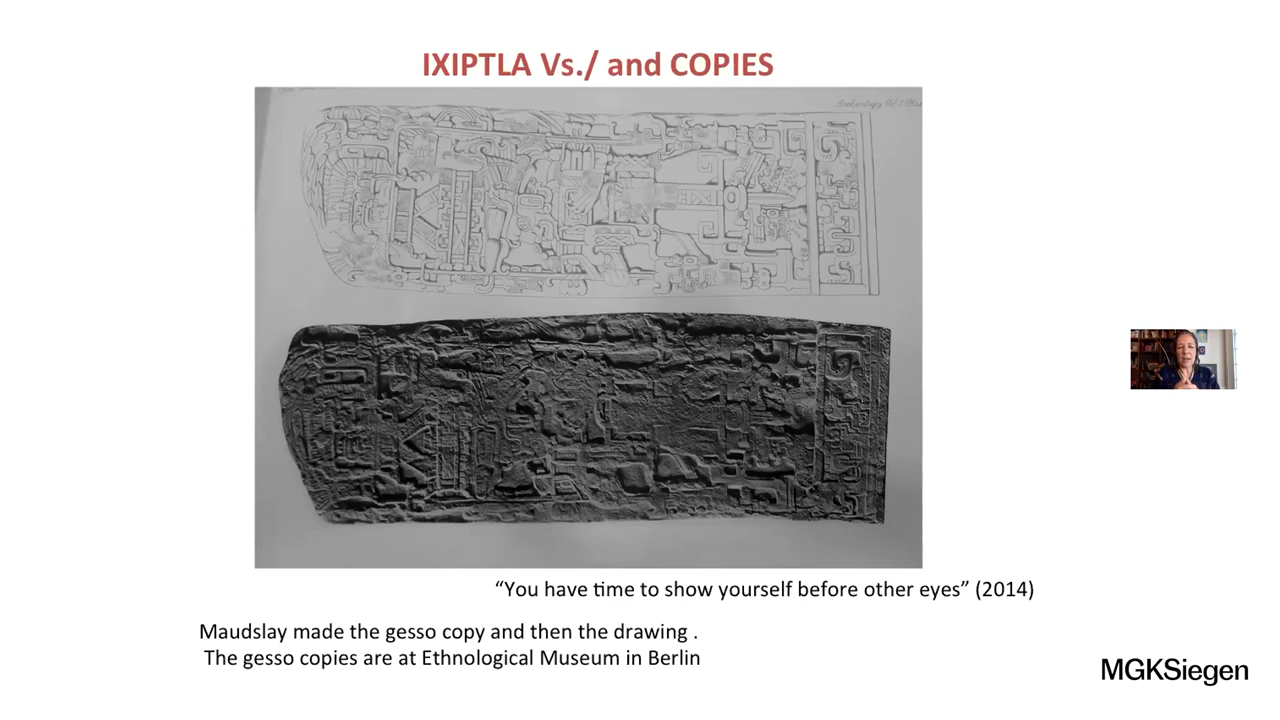 IXIPTLA Vs./ and COPIES
“You have time to show yourself before other eyes” (2014)
Maudslay made the gesso copy and then the drawing .
The gesso copies are at Ethnological Museum in Berlin
MGKSiegen